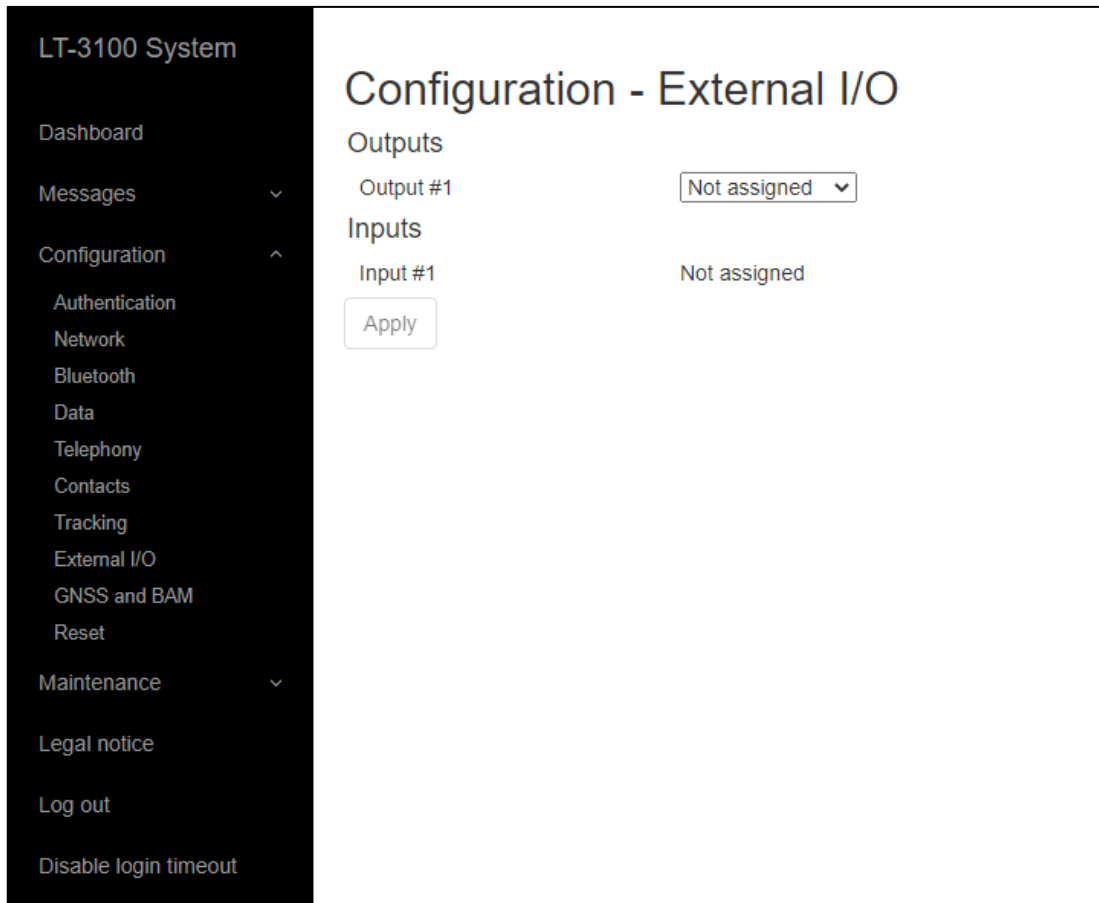 LT-3100 System
Dashboard
Messages
Configuration
Authentication
Network
Bluetooth
Data
Telephony
Contacts
Tracking
External I/O
GNSS and BAM
Reset
Maintenance
Legal notice
Log out
Disable login timeout
Configuration - External I/O
Outputs
Output #1 Not assigned
Inputs
Input #1 Not assigned
Apply